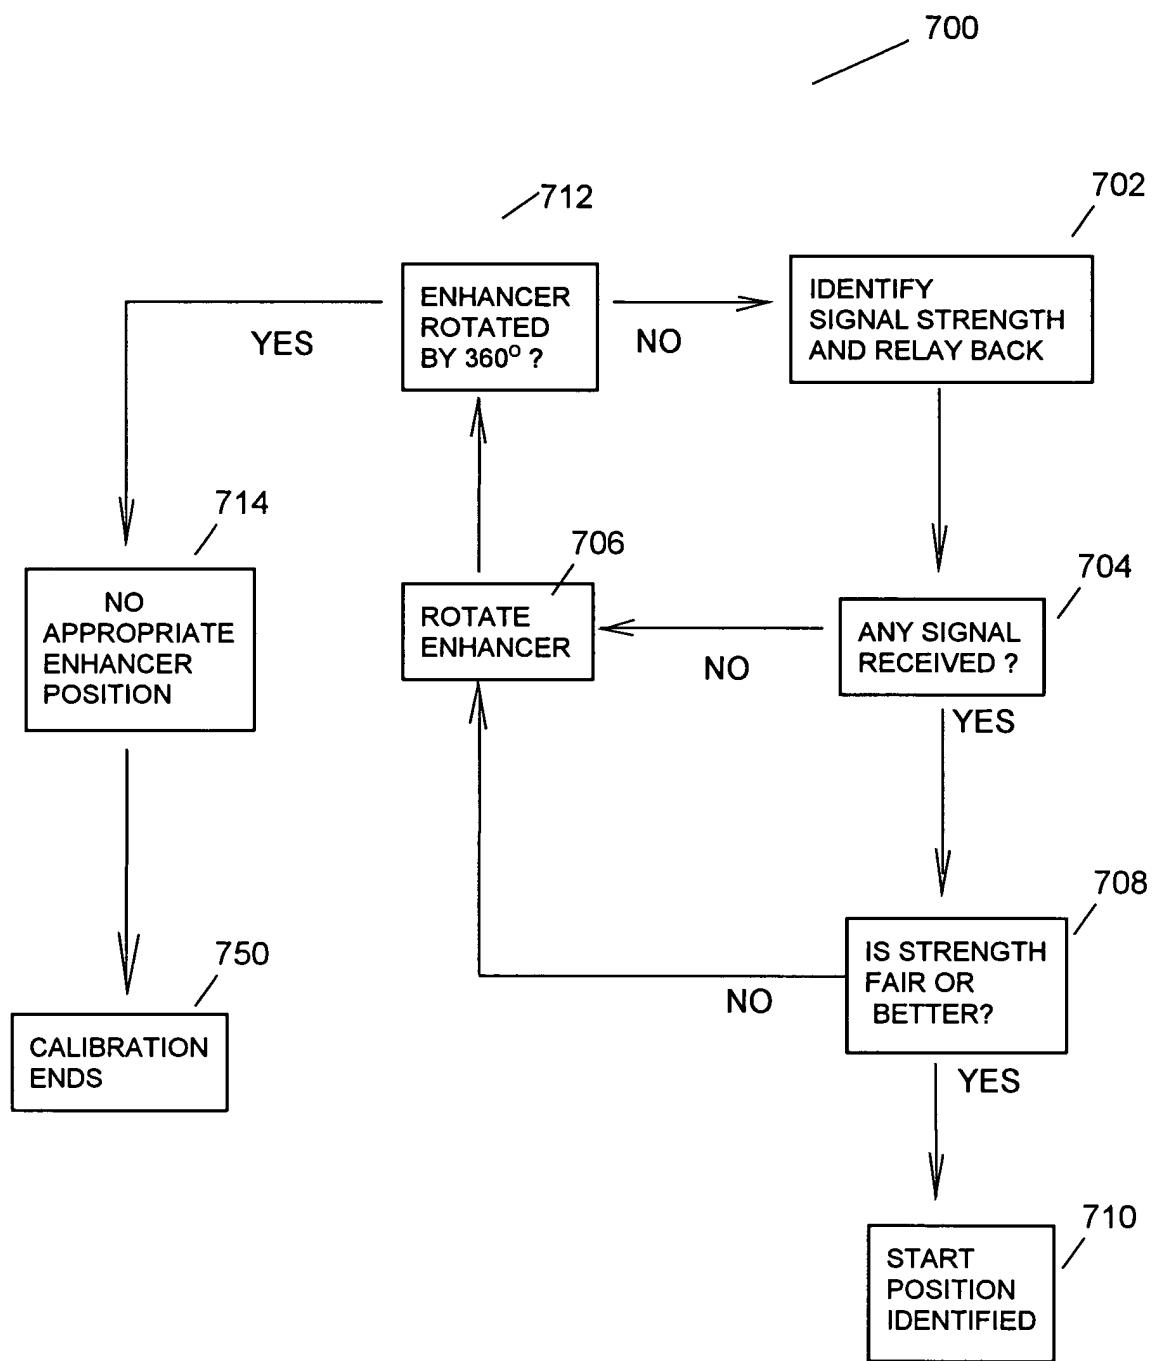 700
712
702
ENHANCER
ROTATED
BY 360° ?
IDENTIFY
SIGNAL STRENGTH
AND RELAY BACK
YES
NO
714
706
704
NO
APPROPRIATE
ENHANCER
POSITION
ROTATE
ENHANCER
ANY SIGNAL
RECEIVED ?
NO
YES
708
750
IS STRENGTH
FAIR OR
BETTER?
NO
CALIBRATION
ENDS
YES
710
START
POSITION
IDENTIFIED